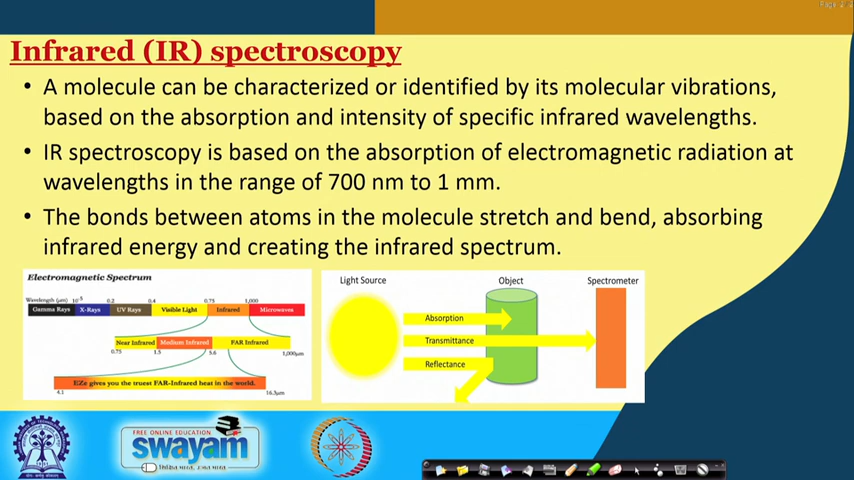 Infrared (IR) spectroscopy
• A molecule can be characterized or identified by its molecular vibrations,
based on the absorption and intensity of specific infrared wavelengths.
• IR spectroscopy is based on the absorption of electromagnetic radiation at
wavelengths in the range of 700 nm to 1 mm.
• The bonds between atoms in the molecule stretch and bend, absorbing
infrared energy and creating the infrared spectrum.
Electromagnetic Spectrum
Wavelength (μm) 10⁻⁵ 0.2 0.4 0.75 1,000
Gamma Rays X-Rays UV Rays Visible Light Infrared Microwaves
Near Infrared Medium Infrared FAR Infrared
0.75 1.5 5.6 1,000μm
EZe gives you the truest FAR-Infrared heat in the world.
4.1 16.3μm
Light Source Object Spectrometer
Absorption
Transmittance
Reflectance
FREE ONLINE EDUCATION
swayam